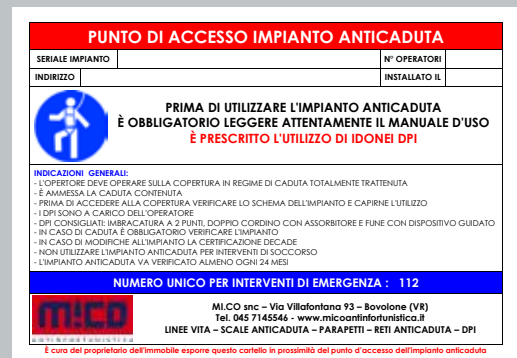 PUNTO DI ACCESSO IMPIANTO ANTICADUTA
SERIALE IMPIANTO
N° OPERATORI
INDIRIZZO
INSTALLATO IL
PRIMA DI UTILIZZARE L'IMPIANTO ANTICADUTA
È OBBLIGATORIO LEGGERE ATTENTAMENTE IL MANUALE D'USO
È PRESCRITTO L'UTILIZZO DI IDONEI DPI
INDICAZIONI GENERALI:
- L'OPERTORE DEVE OPERARE SULLA COPERTURA IN REGIME DI CADUTA TOTALMENTE TRATTENUTA
- È AMMESSA LA CADUTA CONTENUTA
- PRIMA DI ACCEDERE ALLA COPERTURA VERIFICARE LO SCHEMA DELL'IMPIANTO E CAPIRNE L'UTILIZZO
- I DPI SONO A CARICO DELL'OPERATORE
- DPI CONSIGLIATI: IMBRACATURA A 2 PUNTI, DOPPIO CORDINO CON ASSORBITORE E FUNE CON DISPOSITIVO GUIDATO
- IN CASO DI CADUTA È OBBLIGATORIO VERIFICARE L'IMPIANTO
- IN CASO DI MODIFICHE ALL'IMPIANTO LA CERTIFICAZIONE DECADE
- NON UTILIZZARE L'IMPIANTO ANTICADUTA PER INTERVENTI DI SOCCORSO
- L'IMPIANTO ANTICADUTA VA VERIFICATO ALMENO OGNI 24 MESI
NUMERO UNICO PER INTERVENTI DI EMERGENZA : 112
MICO
ANTINFORTUNISTICA
MI.CO snc – Via Villafontana 93 – Bovolone (VR)
Tel. 045 7145546 - www.micoantinfortunistica.it
LINEE VITA – SCALE ANTICADUTA – PARAPETTI – RETI ANTICADUTA – DPI
È cura del proprietario dell'immobile esporre questo cartello in prossimità del punto d'accesso dell'impianto anticaduta